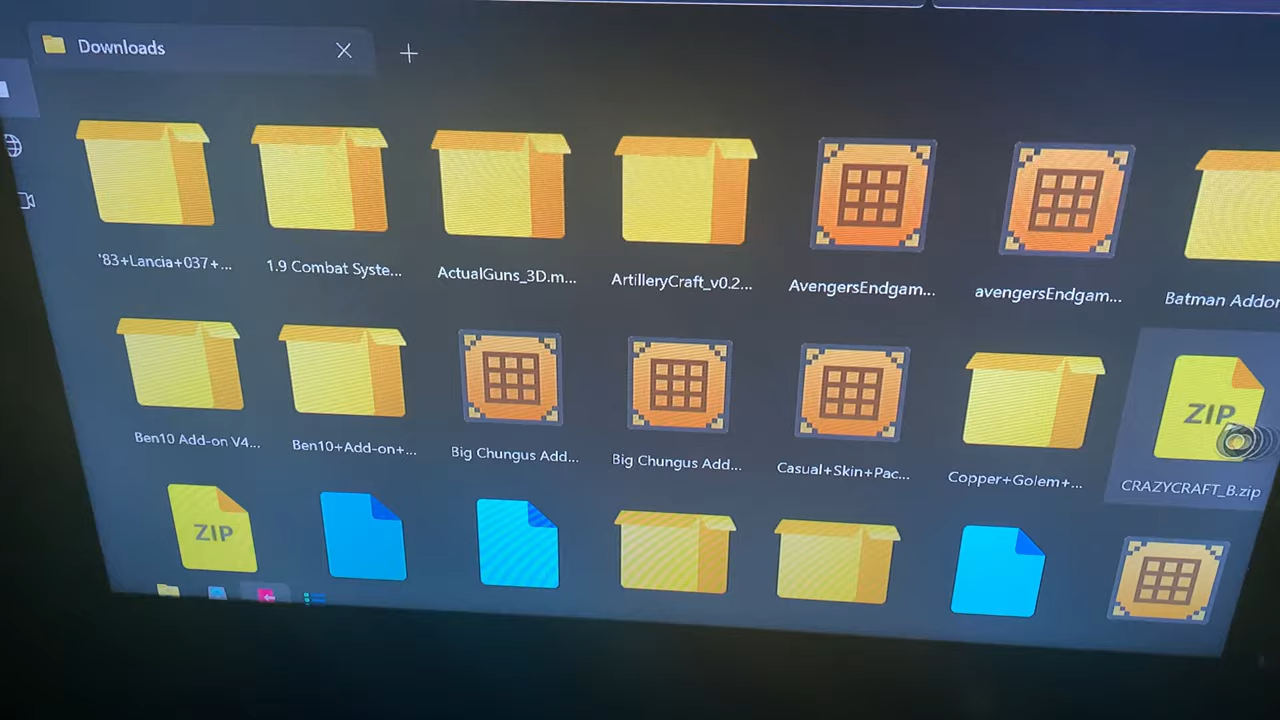 Downloads
'83+Lancia+037+...
1.9 Combat Syste...
ActualGuns_3D.m...
ArtilleryCraft_v0.2...
AvengersEndgam...
avengersEndgam...
Batman Addon
Ben10 Add-on V4...
Ben10+Add-on+...
Big Chungus Add...
Big Chungus Add...
Casual+Skin+Pac...
Copper+Golem+...
ZIP
CRAZYCRAFT_B.zip
ZIP